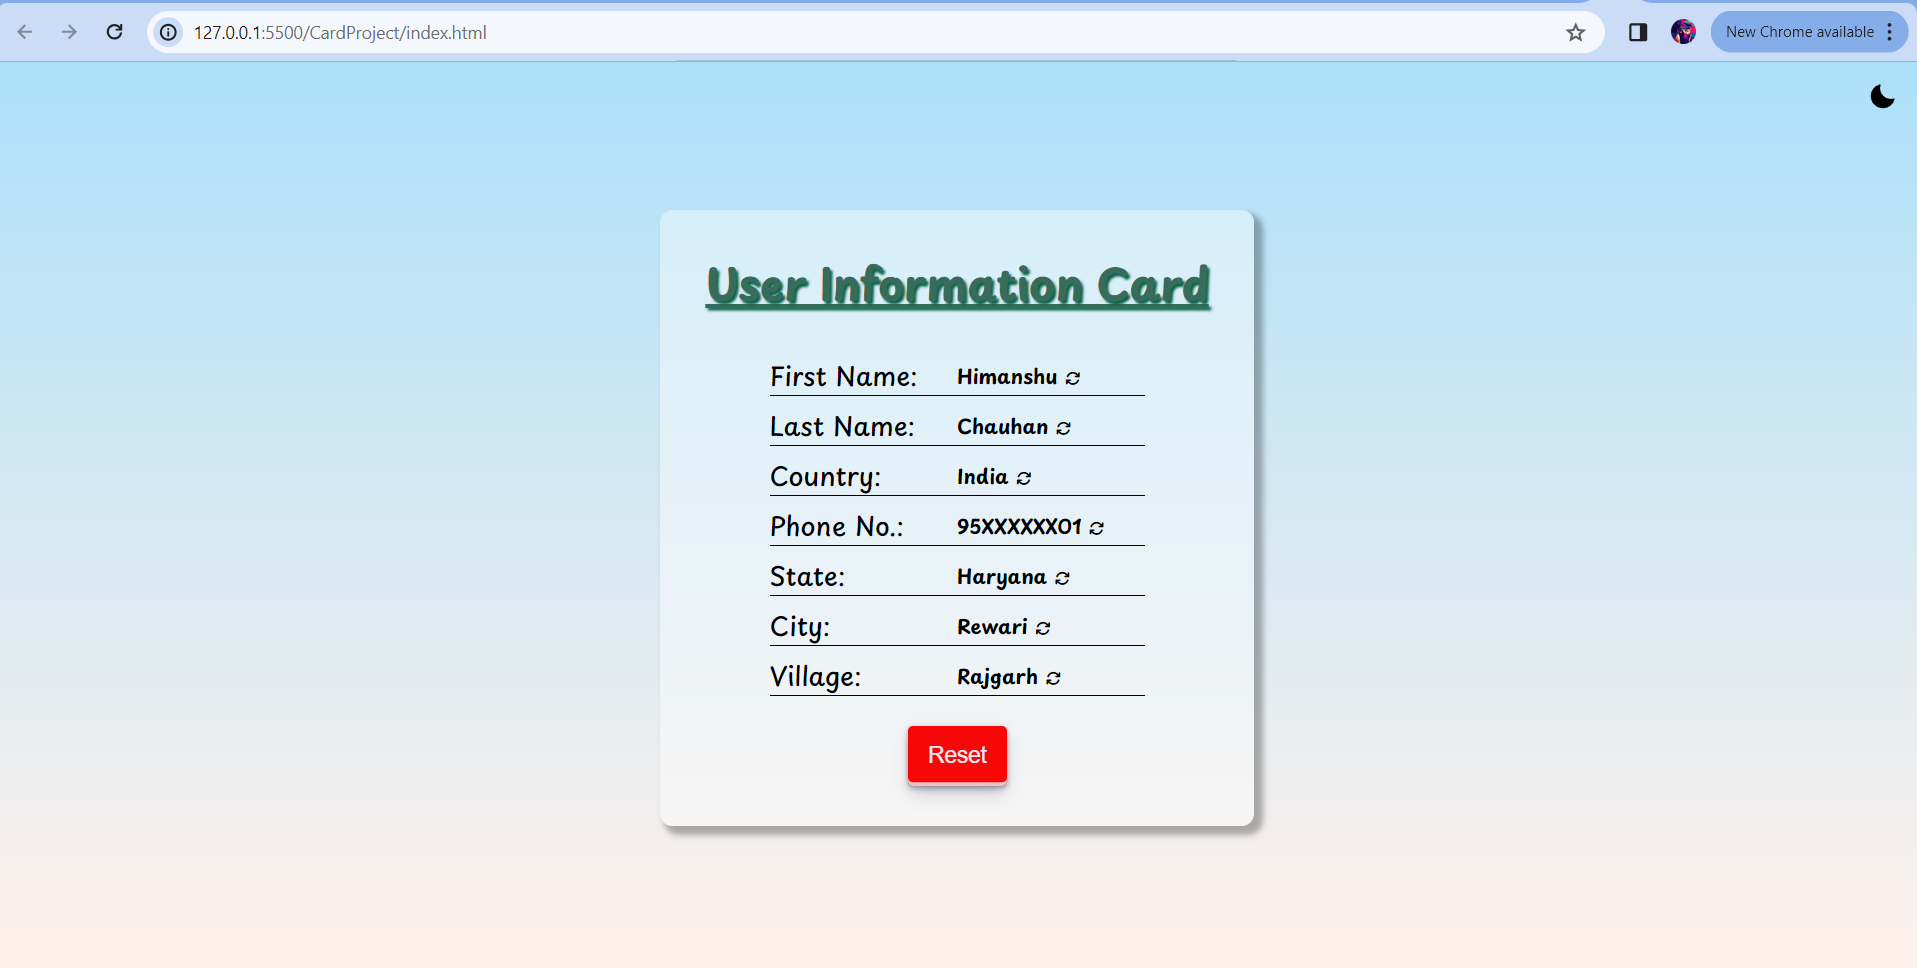 127.0.0.1:5500/CardProject/index.html
New Chrome available
User Information Card
First Name: Himanshu
Last Name: Chauhan
Country: India
Phone No.: 95XXXXXX01
State: Haryana
City: Rewari
Village: Rajgarh
Reset